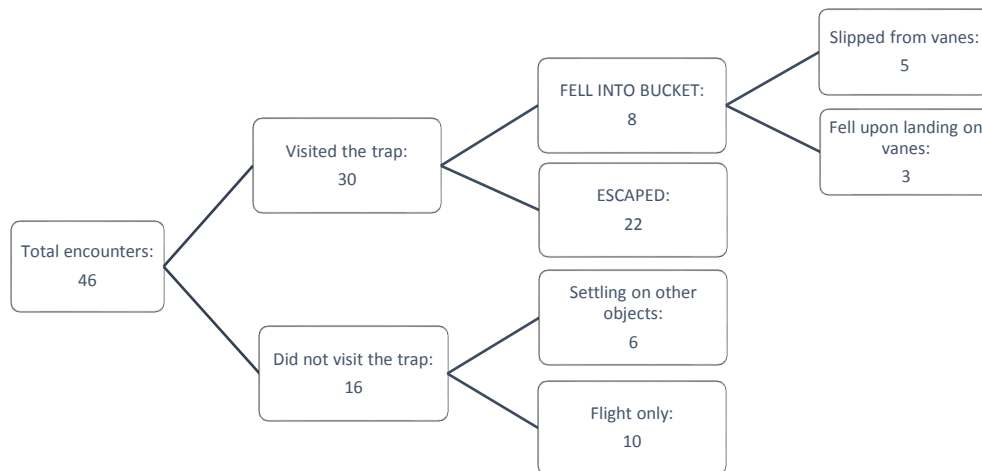 Total encounters:
46
Visited the trap:
30
Did not visit the trap:
16
FELL INTO BUCKET:
8
ESCAPED:
22
Settling on other
objects:
6
Flight only:
10
Slipped from vanes:
5
Fell upon landing on
vanes:
3